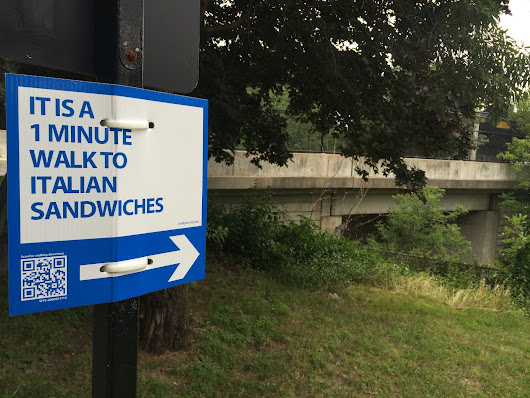 IT IS A
1 MINUTE
WALK TO
ITALIAN
SANDWICHES